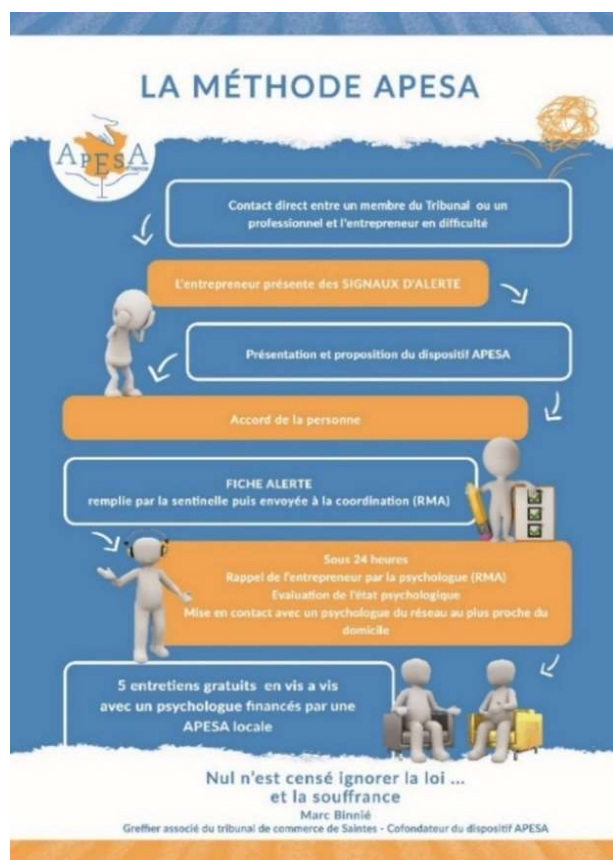 LA MÉTHODE APESA
APESA
FRANCE
Contact direct entre un membre du Tribunal ou un
professionnel et l'entrepreneur en difficulté
L'entrepreneur présente des SIGNAUX D'ALERTE
Présentation et proposition du dispositif APESA
Accord de la personne
FICHE ALERTE
remplie par la sentinelle puis envoyée à la coordination (RMA)
Sous 24 heures
Rappel de l'entrepreneur par la psychologue (RMA)
Evaluation de l'état psychologique
Mise en contact avec un psychologue du réseau au plus proche du
domicile
5 entretiens gratuits en vis a vis
avec un psychologue financés par une
APESA locale
Nul n'est censé ignorer la loi ...
et la souffrance
Marc Binnié
Greffier associé du tribunal de commerce de Saintes - Cofondateur du dispositif APESA